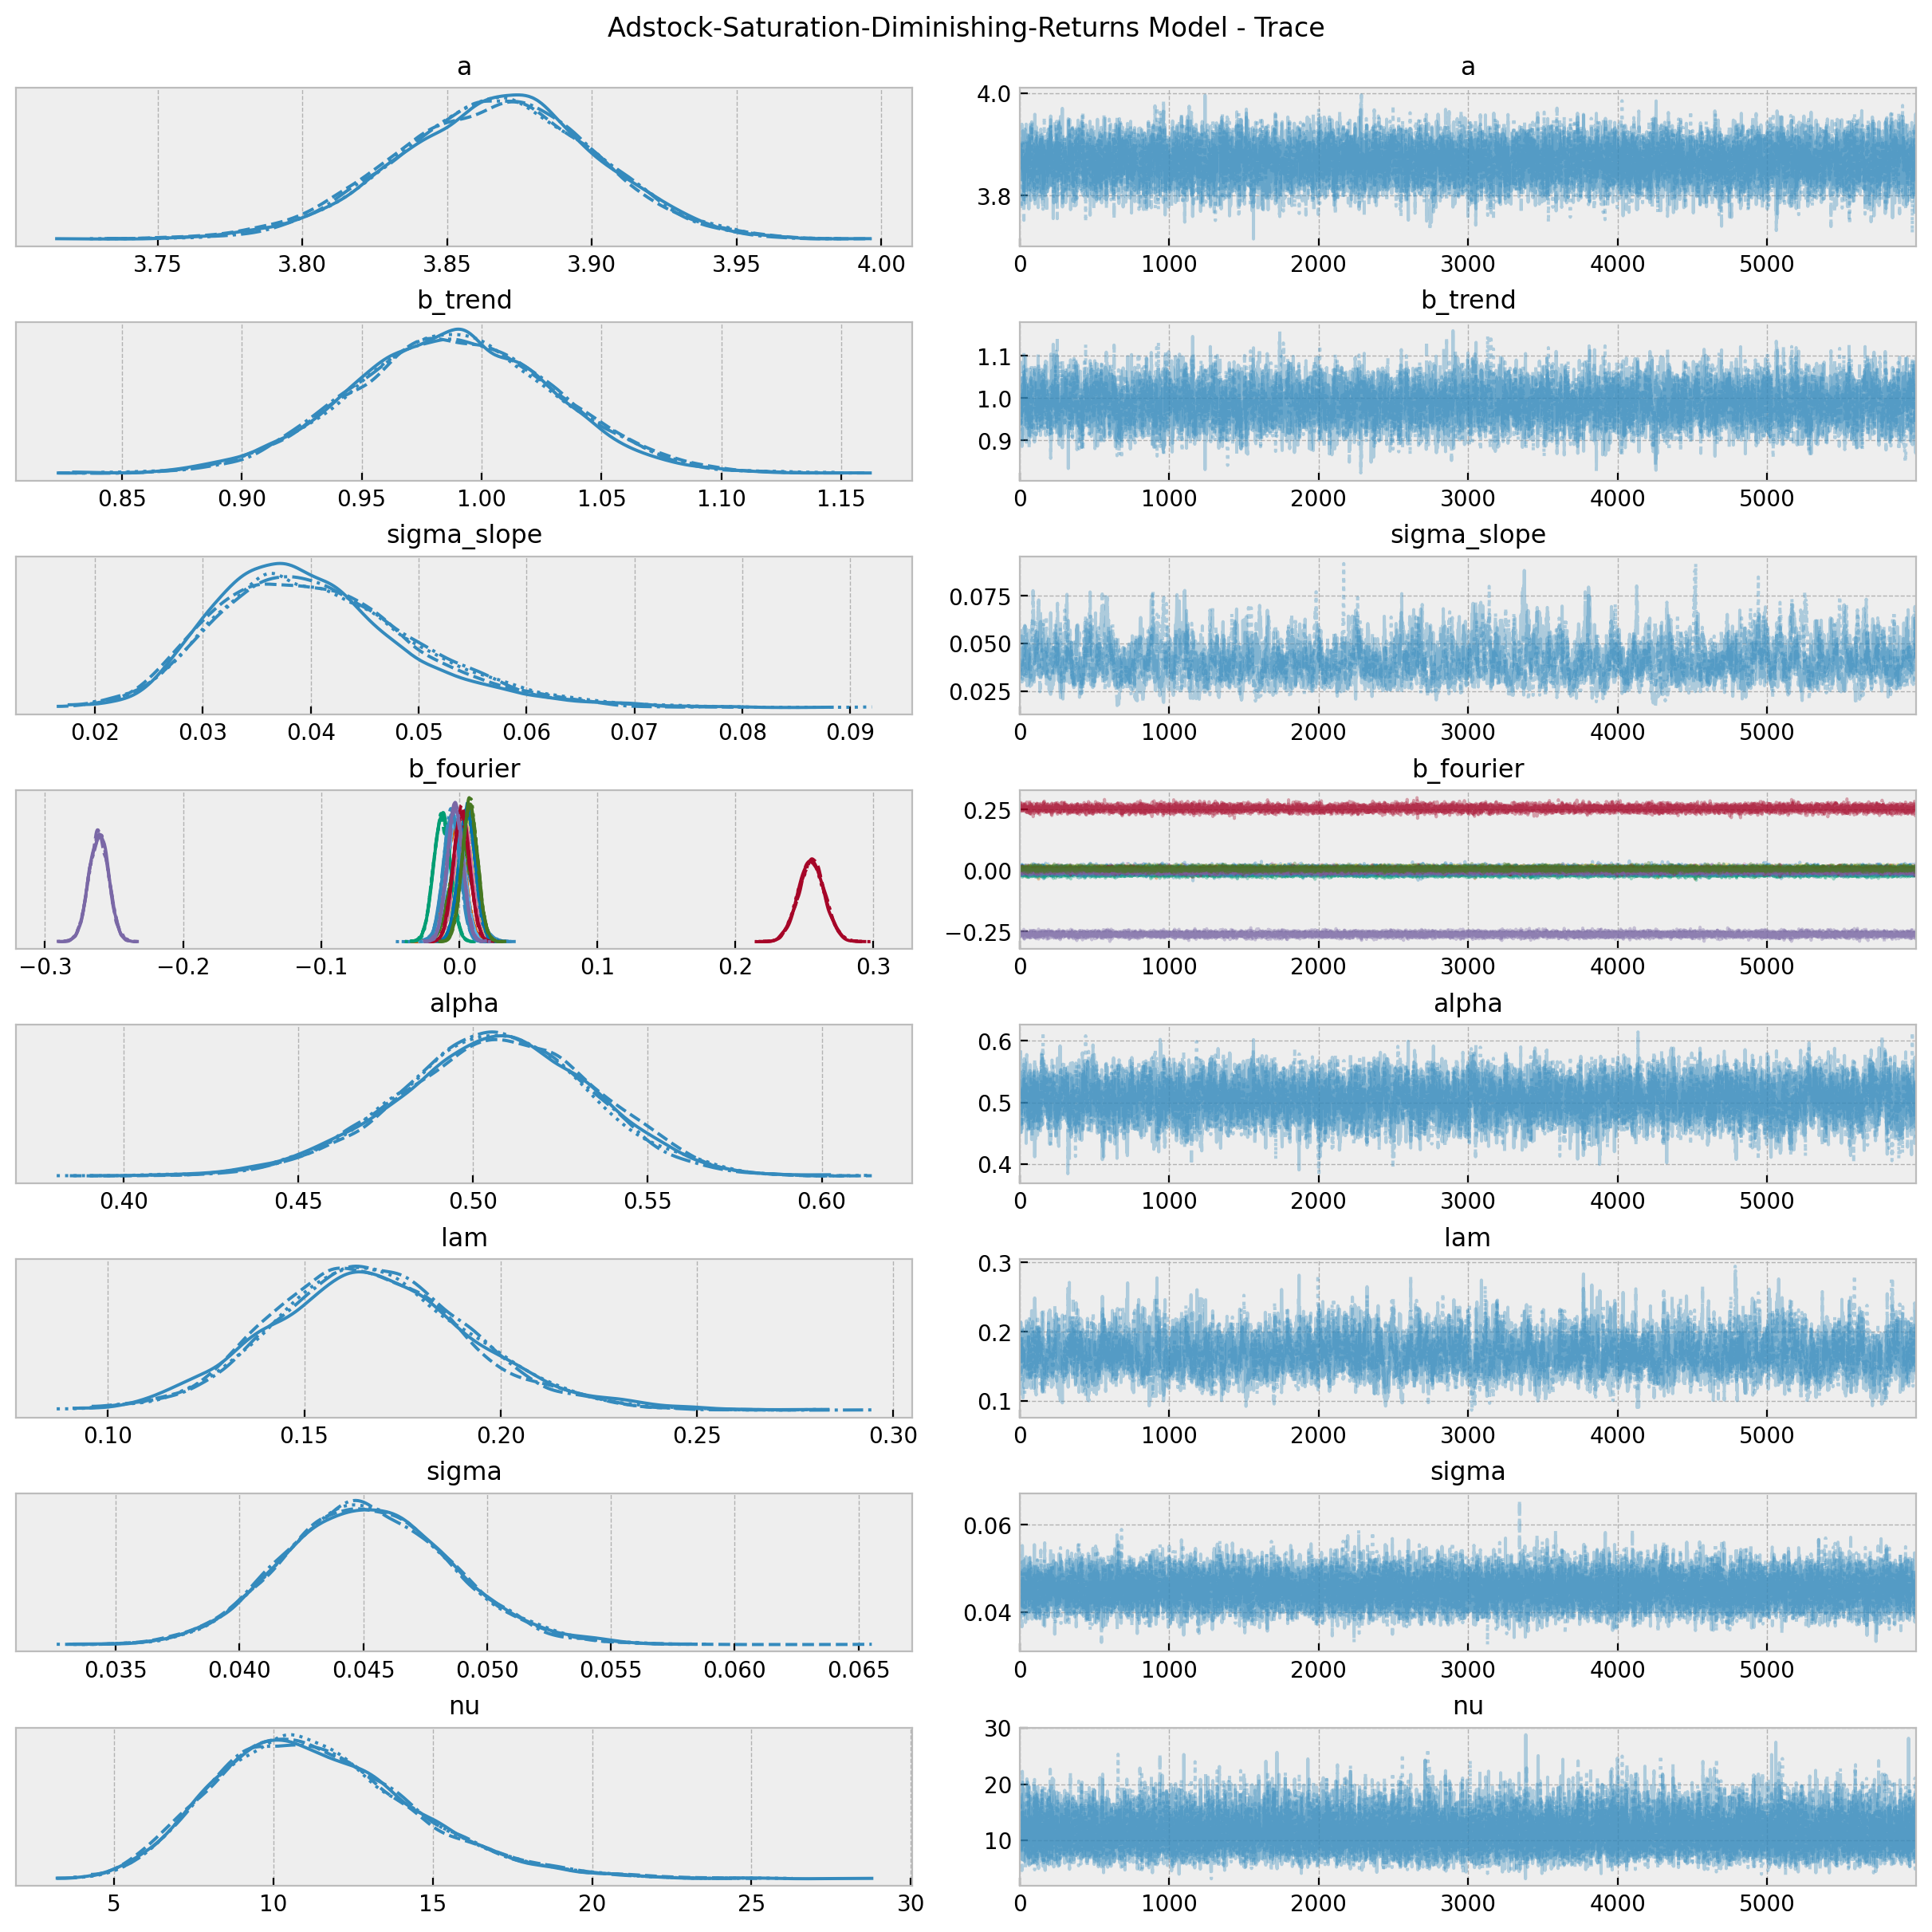 Adstock-Saturation-Diminishing-Returns Model - Trace
a
a
4.0
3.8
3.75 3.80 3.85 3.90 3.95 4.00
0 1000 2000 3000 4000 5000
b_trend
b_trend
1.1
1.0
0.9
0.85 0.90 0.95 1.00 1.05 1.10 1.15
0 1000 2000 3000 4000 5000
sigma_slope
sigma_slope
0.075
0.050
0.025
0.02 0.03 0.04 0.05 0.06 0.07 0.08 0.09
0 1000 2000 3000 4000 5000
b_fourier
b_fourier
0.25
0.00
−0.25
−0.3 −0.2 −0.1 0.0 0.1 0.2 0.3
0 1000 2000 3000 4000 5000
alpha
alpha
0.6
0.5
0.4
0.40 0.45 0.50 0.55 0.60
0 1000 2000 3000 4000 5000
lam
lam
0.3
0.2
0.1
0.10 0.15 0.20 0.25 0.30
0 1000 2000 3000 4000 5000
sigma
sigma
0.06
0.04
0.035 0.040 0.045 0.050 0.055 0.060 0.065
0 1000 2000 3000 4000 5000
nu
nu
30
20
10
5 10 15 20 25 30
0 1000 2000 3000 4000 5000